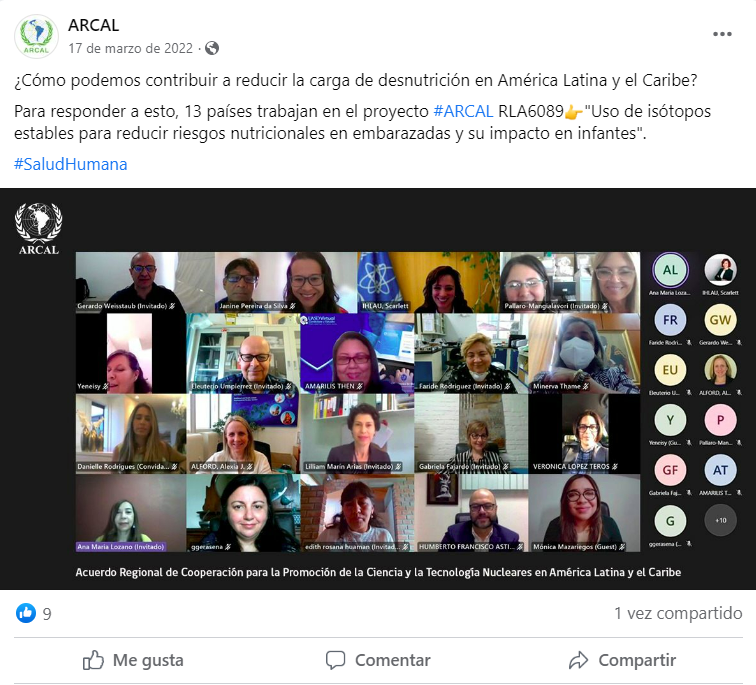 ARCAL
ARCAL
17 de marzo de 2022 ·
¿Cómo podemos contribuir a reducir la carga de desnutrición en América Latina y el Caribe?
Para responder a esto, 13 países trabajan en el proyecto #ARCAL RLA6089👉"Uso de isótopos
estables para reducir riesgos nutricionales en embarazadas y su impacto en infantes".
#SaludHumana
ARCAL
Gerardo Weisstaub (Invitado)
Janine Pereira da Silva
IHLAU, Scarlett
Pallaro-Mangialavori (Invitado)
Yeneisy
Eleuterio Umpierrez (Invitado)
AMARILIS THEN
Faride Rodriguez (Invitado)
Minerva Thame
Danielle Rodrigues (Convida...
ALFORD, Alexia J.
Lilliam Marin Arias (Invitado)
Gabriela Fajardo (Invitado)
VERONICA LOPEZ TEROS
Ana Maria Lozano (Invitado)
ggerasena
edith rosana huaman (Invitad...
HUMBERTO FRANCISCO ASTI...
Mónica Mazariegos (Guest)
AL
Ana Maria Loza...
IHLAU, Scarlett
FR
Faride Rodri...
GW
Gerardo We...
EU
Eleuterio U...
ALFORD, AL...
Y
Yeneisy (Gu...
P
Pallaro-Man...
GF
Gabriela Faj...
AT
AMARILIS T...
G
ggerasena (...
+10
Acuerdo Regional de Cooperación para la Promoción de la Ciencia y la Tecnología Nucleares en América Latina y el Caribe
9
1 vez compartido
Me gusta
Comentar
Compartir